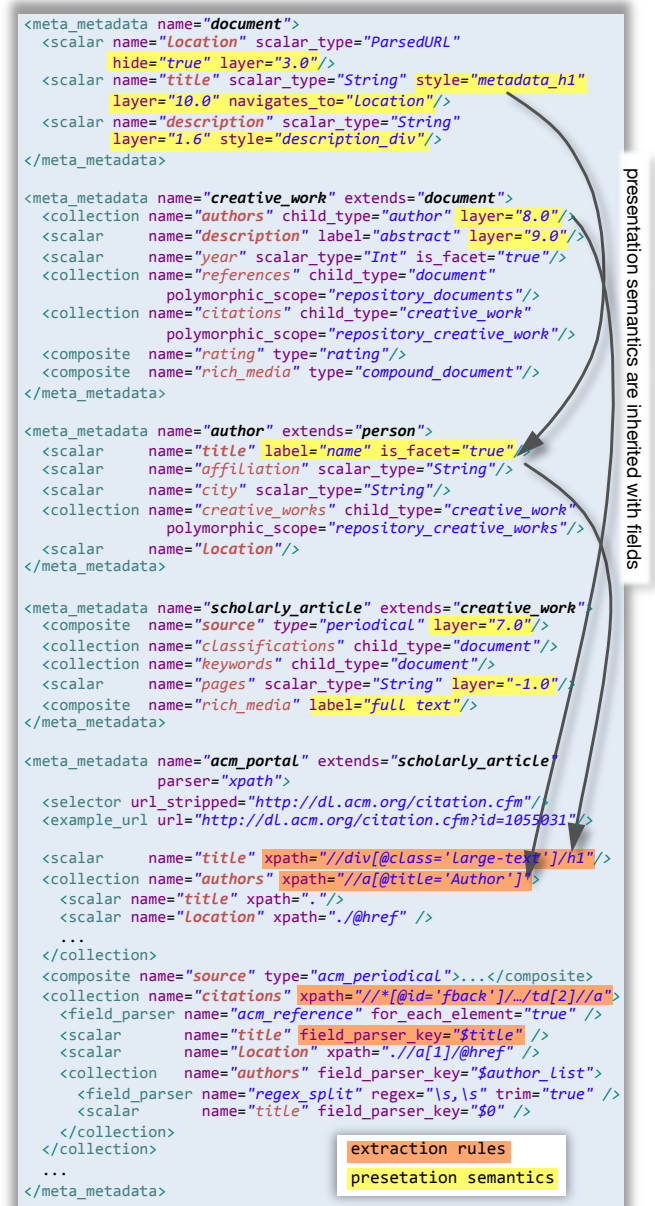 <meta_metadata name="document">
<scalar name="location" scalar_type="ParsedURL"
hide="true" layer="3.0"/>
<scalar name="title" scalar_type="String" style="metadata_h1"
layer="10.0" navigates_to="location"/>
<scalar name="description" scalar_type="String"
layer="1.6" style="description_div"/>
</meta_metadata>
<meta_metadata name="creative_work" extends="document">
<collection name="authors" child_type="author" layer="8.0"/>
<scalar name="description" label="abstract" layer="9.0"/>
<scalar name="year" scalar_type="Int" is_facet="true"/>
<collection name="references" child_type="document"
polymorphic_scope="repository_documents"/>
<collection name="citations" child_type="creative_work"
polymorphic_scope="repository_creative_work"/>
<composite name="rating" type="rating"/>
<composite name="rich_media" type="compound_document"/>
</meta_metadata>
<meta_metadata name="author" extends="person">
<scalar name="title" label="name" is_facet="true"/>
<scalar name="affiliation" scalar_type="String"/>
<scalar name="city" scalar_type="String"/>
<collection name="creative_works" child_type="creative_work"
polymorphic_scope="repository_creative_works"/>
<scalar name="location"/>
</meta_metadata>
<meta_metadata name="scholarly_article" extends="creative_work">
<composite name="source" type="periodical" layer="7.0"/>
<collection name="classifications" child_type="document"/>
<collection name="keywords" child_type="document"/>
<scalar name="pages" scalar_type="String" layer="-1.0"/>
<composite name="rich_media" label="full text"/>
</meta_metadata>
<meta_metadata name="acm_portal" extends="scholarly_article"
parser="xpath">
<selector url_stripped="http://dl.acm.org/citation.cfm"/>
<example_url url="http://dl.acm.org/citation.cfm?id=1055031"/>
<scalar name="title" xpath="//div[@class='large-text']/h1"/>
<collection name="authors" xpath="//a[@title='Author']">
<scalar name="title" xpath="."/>
<scalar name="location" xpath="./@href" />
...
</collection>
<composite name="source" type="acm_periodical">...</composite>
<collection name="citations" xpath="//*[@id='fback']/…/td[2]//a">
<field_parser name="acm_reference" for_each_element="true" />
<scalar name="title" field_parser_key="$title" />
<scalar name="location" xpath=".//a[1]/@href" />
<collection name="authors" field_parser_key="$author_list">
<field_parser name="regex_split" regex="\s,\s" trim="true" />
<scalar name="title" field_parser_key="$0" />
</collection>
</collection>
...
</meta_metadata>
extraction rules
presetation semantics
presentation semantics are inherited with fields